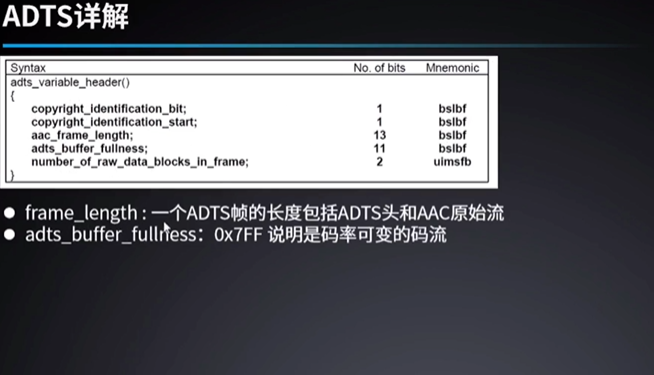 ADTS详解
Syntax No. of bits Mnemonic
adts_variable_header()
{
copyright_identification_bit; 1 bslbf
copyright_identification_start; 1 bslbf
aac_frame_length; 13 bslbf
adts_buffer_fullness; 11 bslbf
number_of_raw_data_blocks_in_frame; 2 uimsfb
}
● frame_length : 一个ADTS帧的长度包括ADTS头和AAC原始流
● adts_buffer_fullness：0x7FF 说明是码率可变的码流